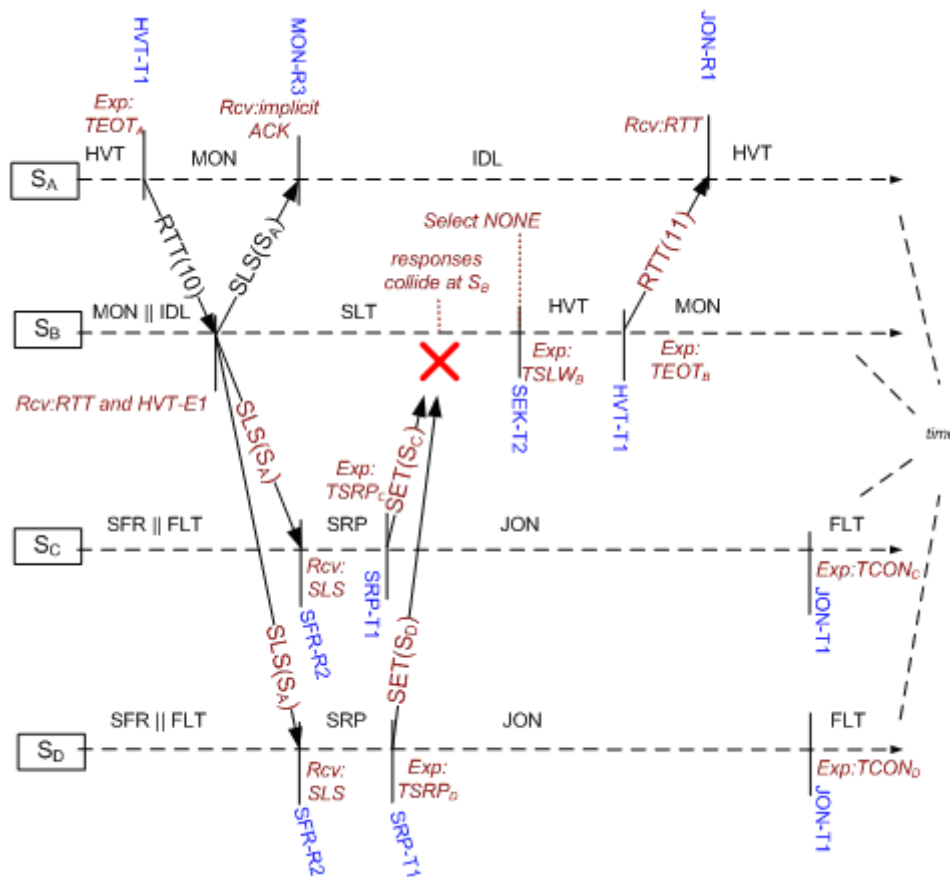 HVT-T1
MON-R3
JON-R1
Exp:
TEOTA
Rcv:implicit
ACK
Rcv:RTT
HVT
MON
IDL
HVT
SA
RTT(10)
SLS(SA)
Select NONE
responses
collide at SB
RTT(11)
MON || IDL
SLT
HVT
MON
SB
Exp:
TSLWB
Exp:
TEOTB
Rcv:RTT and HVT-E1
SEK-T2
HVT-T1
time
SLS(SA)
Exp:
TSRPC
SET(SC)
SFR || FLT
SRP
JON
FLT
SC
Rcv:
SLS
Exp:TCONC
SFR-R2
SRP-T1
JON-T1
SLS(SA)
SET(SD)
SFR || FLT
SRP
JON
FLT
SD
Rcv:
SLS
Exp:
TSRPD
Exp:TCOND
SFR-R2
SRP-T1
JON-T1